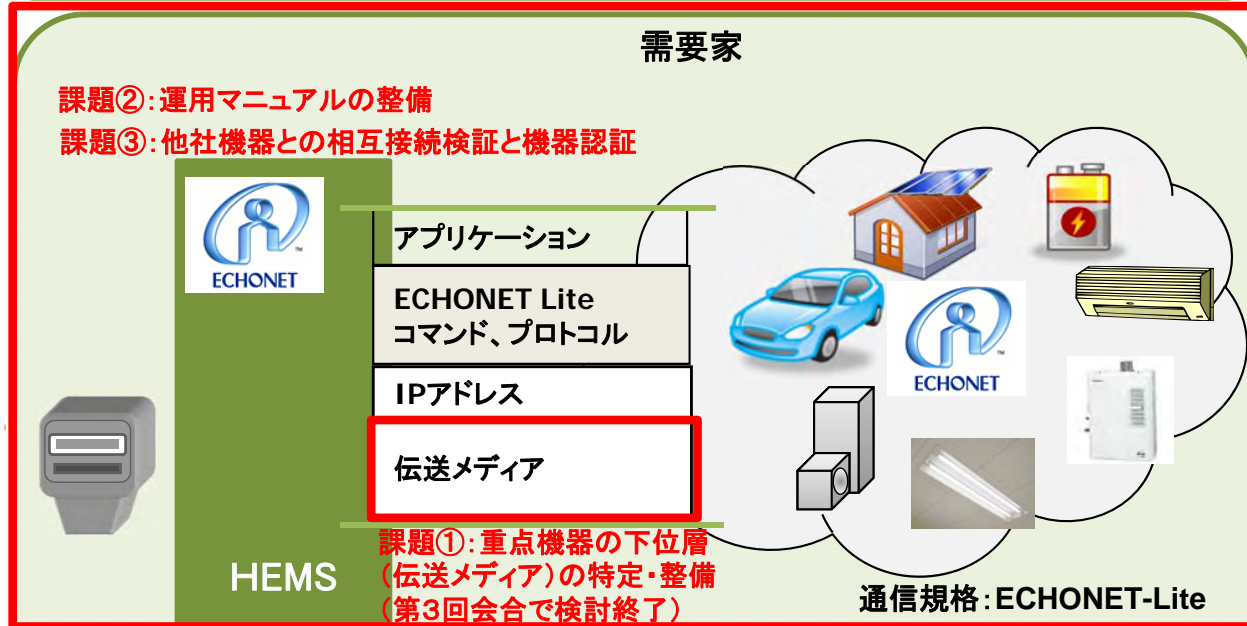 需要家
課題②:運用マニュアルの整備
課題③:他社機器との相互接続検証と機器認証
ECHONET
TM
アプリケーション
ECHONET Lite
コマンド、プロトコル
IPアドレス
伝送メディア
ECHONET
TM
HEMS
課題①:重点機器の下位層
(伝送メディア)の特定・整備
(第3回会合で検討終了)
通信規格:ECHONET-Lite